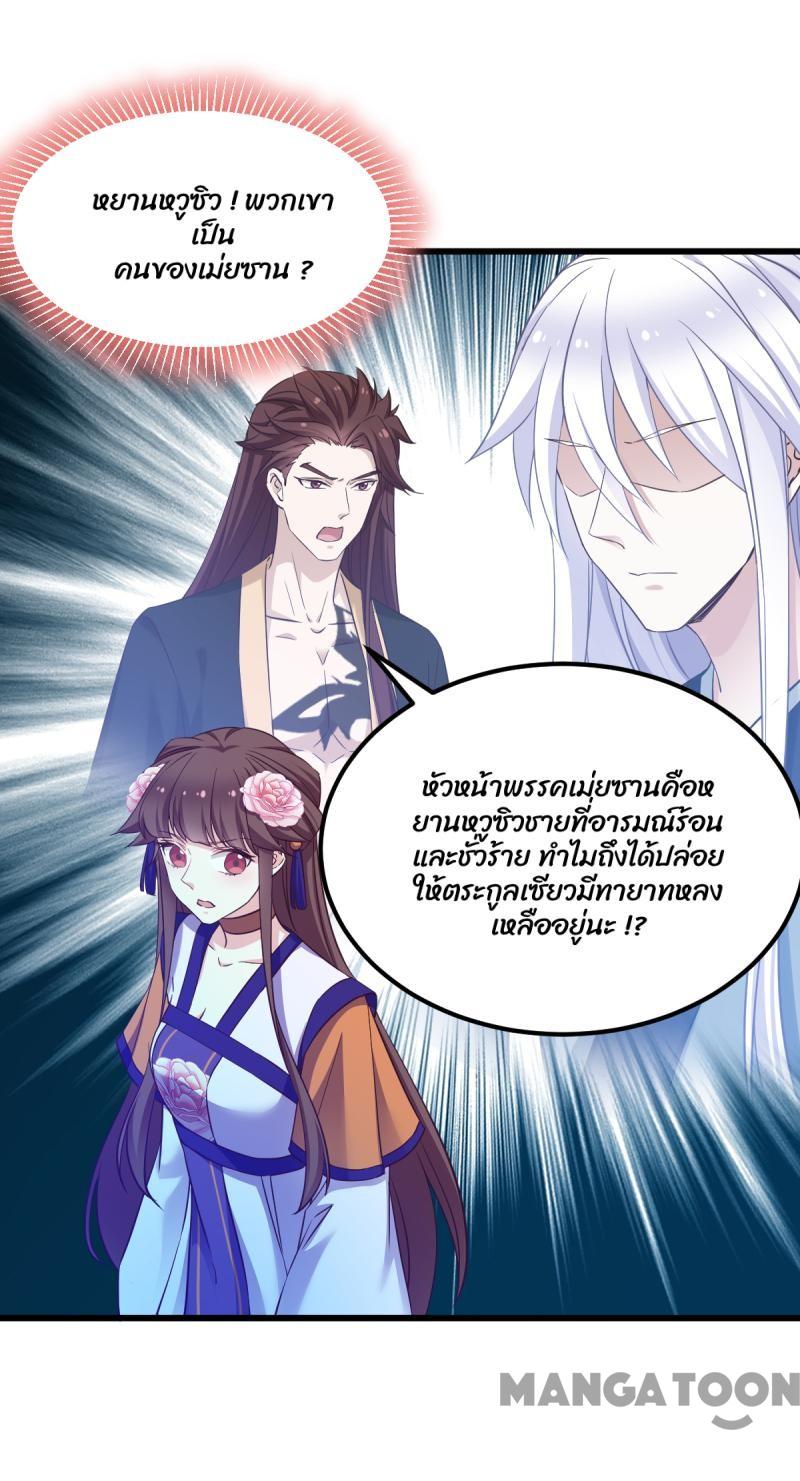 หยานหวูซิว ! พวกเขา
เป็น
คนของเม่ยซาน ?
หัวหน้าพรรคเม่ยซานคือห
ยานหวูซิวชายที่อารมณ์ร้อน
และชั่วร้าย ทำไมถึงได้ปล่อย
ให้ตระกูลเซียวมีทายาทหลง
เหลืออยู่นะ !?
MANGATOON